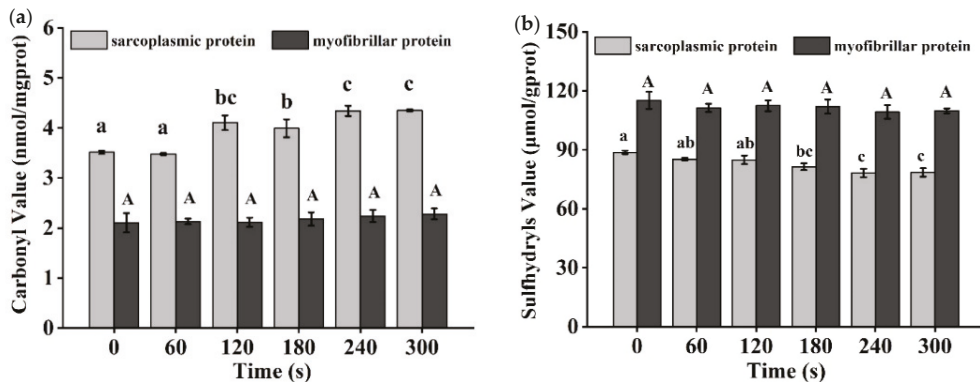 (a)
Carbonyl Value (nmol/mgprot)
6
5
4
3
2
1
0
sarcoplasmic protein myofibrillar protein
a a bc b c c
A A A A A A
0 60 120 180 240 300
Time (s)
(b)
Sulfhydryls Value (μmol/gprot)
150
120
90
60
30
0
sarcoplasmic protein myofibrillar protein
A A A A A A
a ab ab bc c c
0 60 120 180 240 300
Time (s)